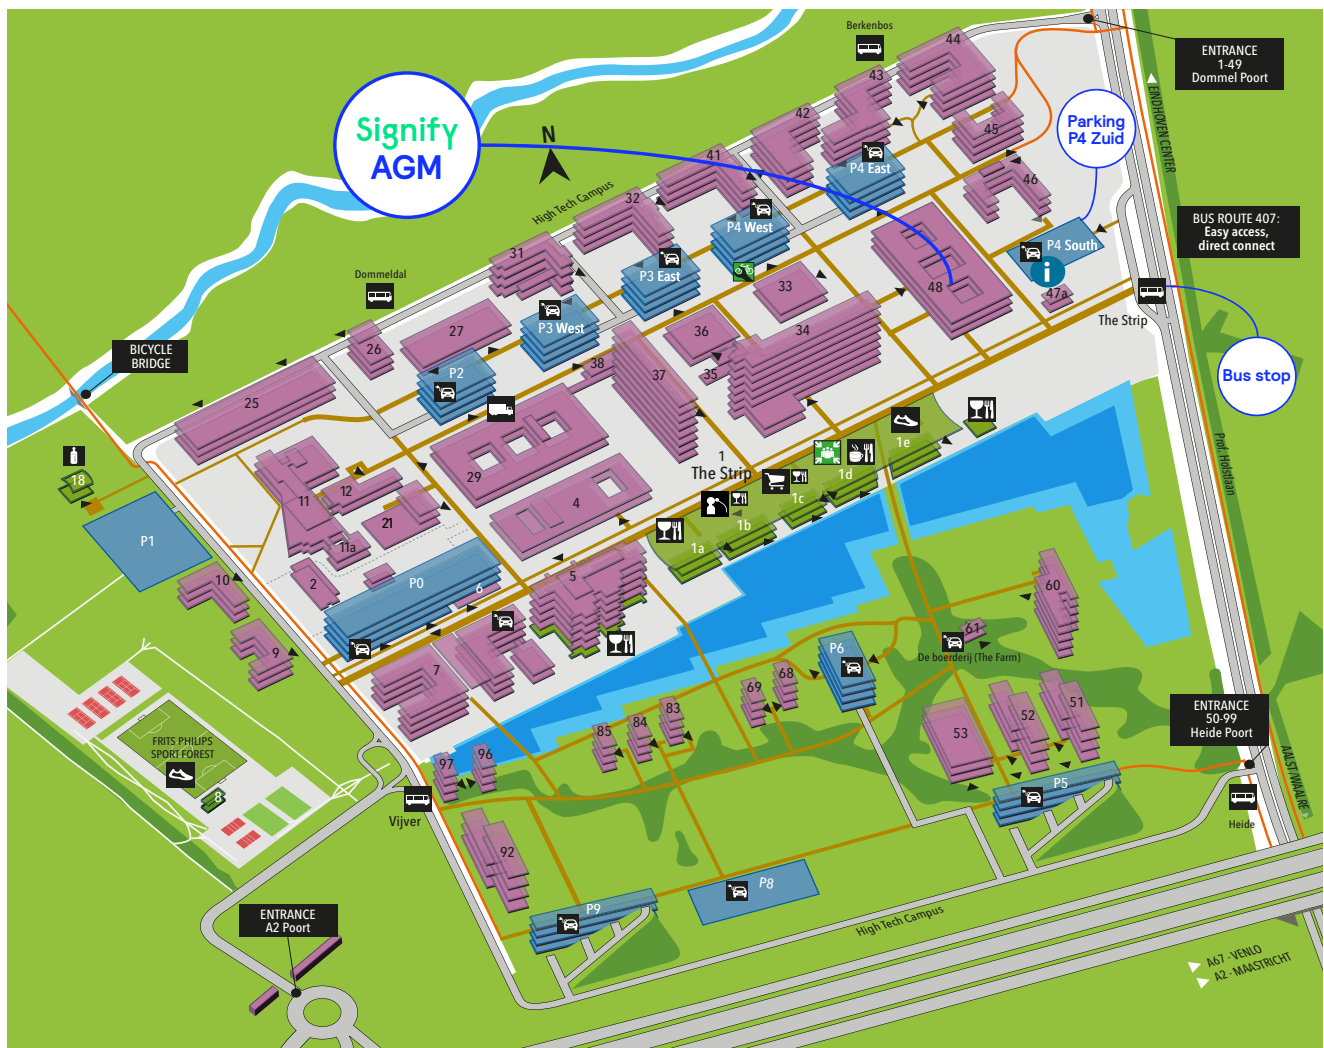 Berkenbos
44
ENTRANCE
1-49
Dommel Poort
43
42
EINDHOVEN CENTER
Signify
AGM
N
Parking
P4 Zuid
45
41
P4 East
46
High Tech Campus
32
P4 West
BUS ROUTE 407:
Easy access,
direct connect
31
P4 South
i
Dommeldal
P3 East
33
48
47a
The Strip
27
P3 West
36
34
BICYCLE
BRIDGE
26
P2
38
35
37
Bus stop
25
1
The Strip
1e
Prof. Holstlaan
18
29
1d
11
12
4
1c
21
1b
P1
11a
1a
10
2
P0
6
5
60
61
De boerderij (The Farm)
9
7
P6
69
68
51
52
53
ENTRANCE
50-99
Heide Poort
83
84
85
FRITS PHILIPS
SPORT FOREST
97
96
AALST/WAALRE
8
P5
Vijver
Heide
92
P8
P9
ENTRANCE
A2 Poort
High Tech Campus
A67 - VENLO
A2 - MAASTRICHT